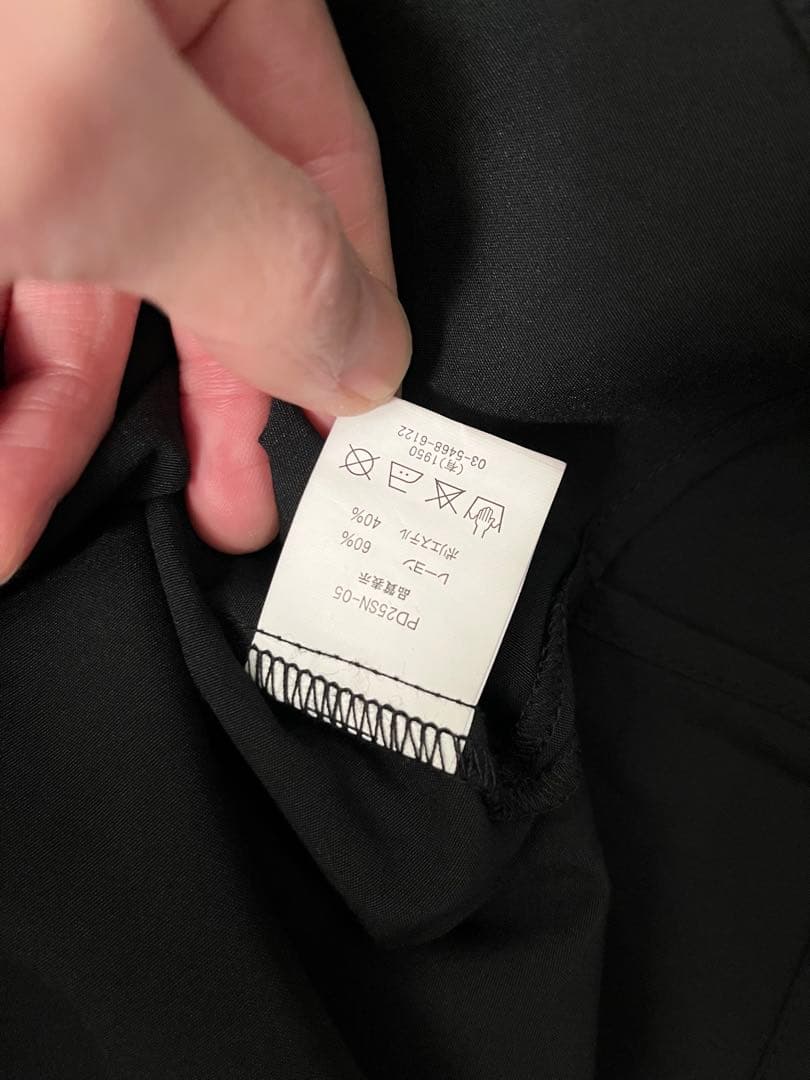 PD25SN-05
品質表示
レーヨン 60%
ポリエステル 40%
(有)1950
03-5468-6122